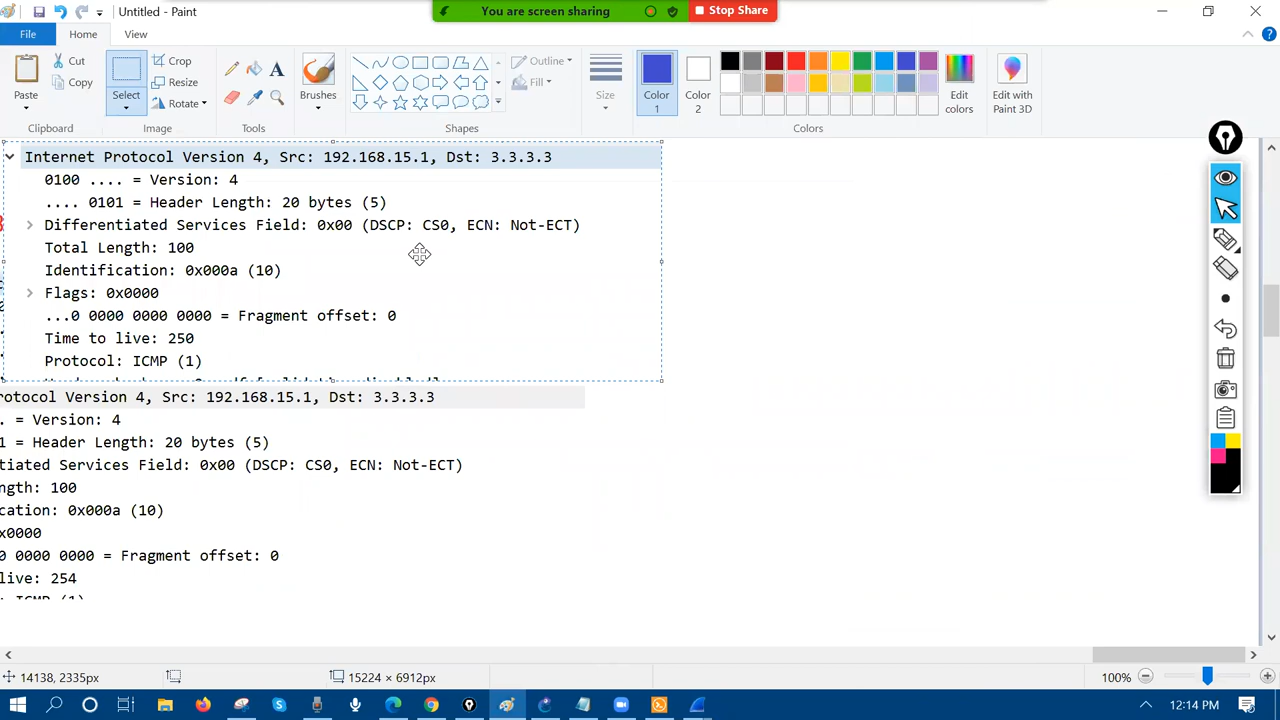 Untitled - Paint
You are screen sharing
Stop Share
File
Home
View
Paste
Cut
Copy
Clipboard
Select
Crop
Resize
Rotate
Image
Tools
Brushes
Shapes
Outline
Fill
Size
Color 1
Color 2
Edit colors
Edit with Paint 3D
Colors
Internet Protocol Version 4, Src: 192.168.15.1, Dst: 3.3.3.3
0100 .... = Version: 4
.... 0101 = Header Length: 20 bytes (5)
Differentiated Services Field: 0x00 (DSCP: CS0, ECN: Not-ECT)
Total Length: 100
Identification: 0x000a (10)
Flags: 0x0000
...0 0000 0000 0000 = Fragment offset: 0
Time to live: 250
Protocol: ICMP (1)
rotocol Version 4, Src: 192.168.15.1, Dst: 3.3.3.3
. = Version: 4
1 = Header Length: 20 bytes (5)
tiated Services Field: 0x00 (DSCP: CS0, ECN: Not-ECT)
ngth: 100
cation: 0x000a (10)
x0000
0 0000 0000 = Fragment offset: 0
live: 254
: ICMP (1)
14138, 2335px
15224 × 6912px
100%
12:14 PM